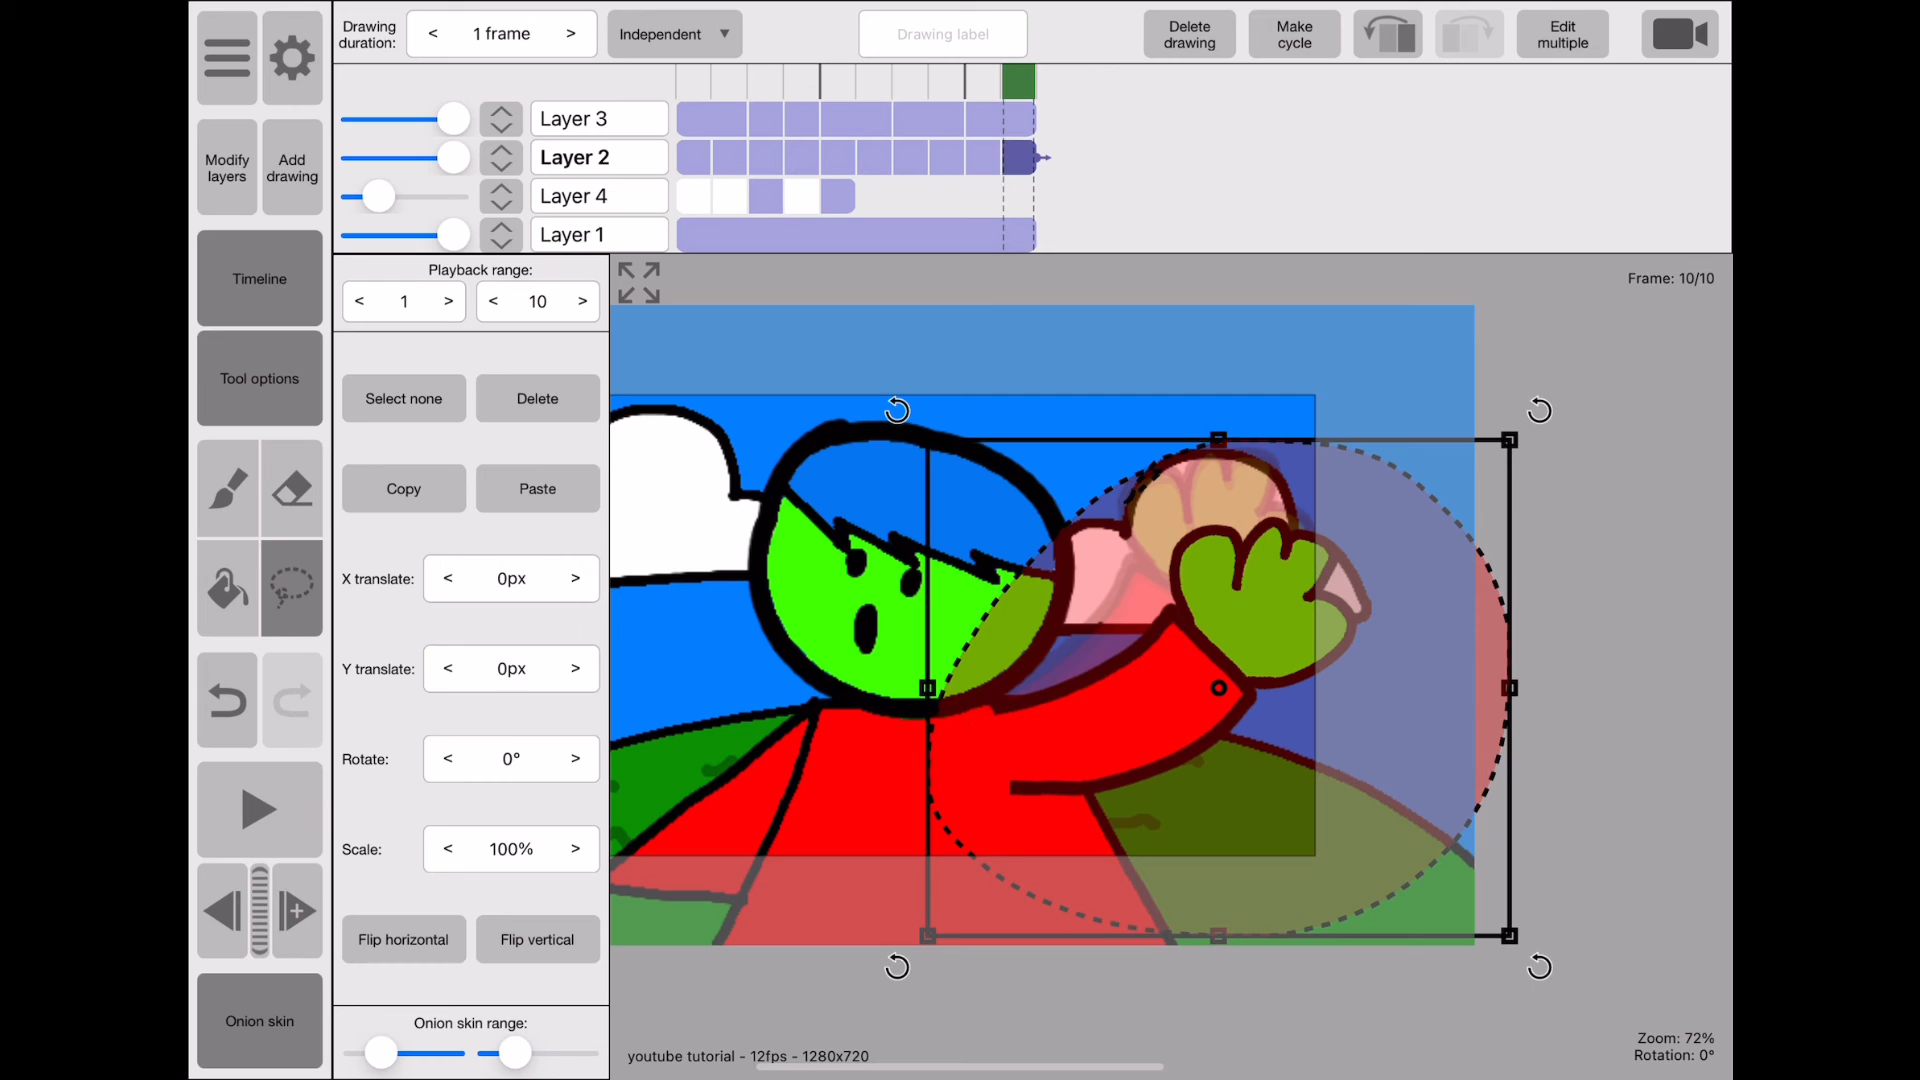 Drawing
duration:
< 1 frame >
Independent ▼
Drawing label
Delete
drawing
Make
cycle
Edit
multiple
Layer 3
Modify
layers
Add
drawing
Layer 2
Layer 4
Layer 1
Timeline
Playback range:
< 1 >
< 10 >
Frame: 10/10
Tool options
Select none
Delete
Copy
Paste
X translate:
< 0px >
Y translate:
< 0px >
Rotate:
< 0° >
Scale:
< 100% >
Flip horizontal
Flip vertical
Onion skin
Onion skin range:
youtube tutorial - 12fps - 1280x720
Zoom: 72%
Rotation: 0°